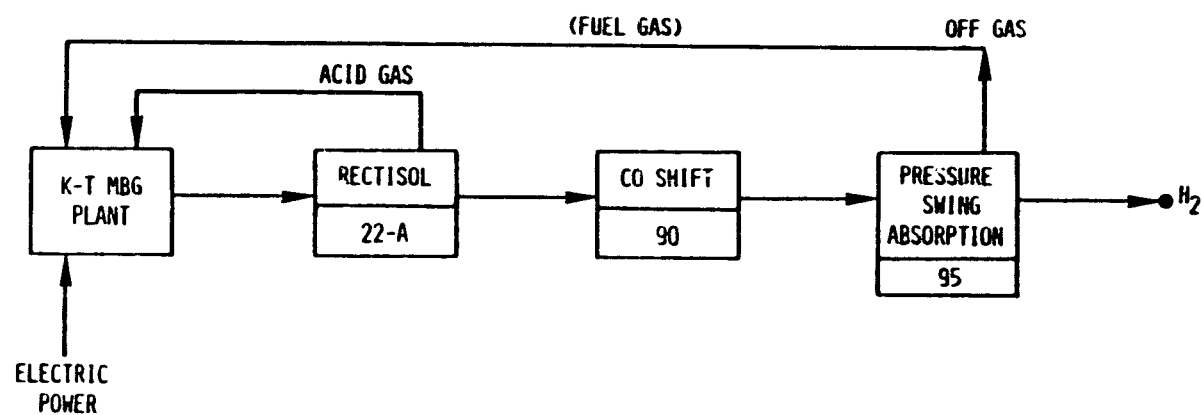 (FUEL GAS)
OFF GAS
ACID GAS
K-T MBG
PLANT
RECTISOL
22-A
CO SHIFT
90
PRESSURE
SWING
ABSORPTION
95
H2
ELECTRIC
POWER